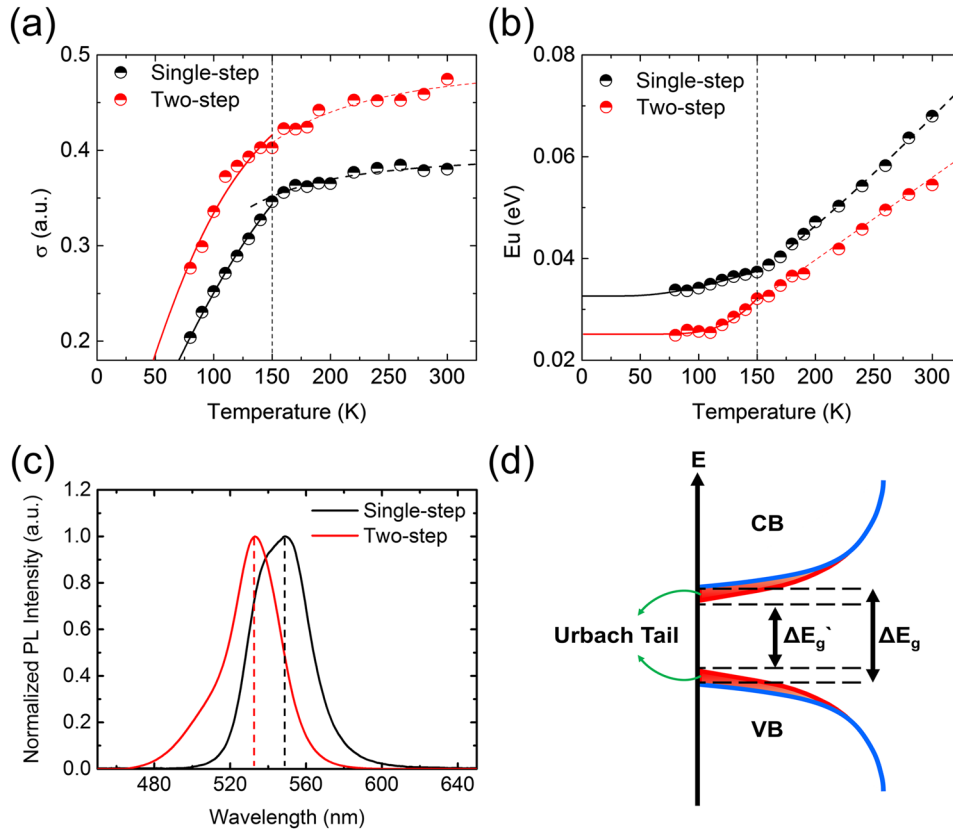 (a)
0.5
0.4
0.3
0.2
σ (a.u.)
Single-step
Two-step
0 50 100 150 200 250 300
Temperature (K)
(b)
0.08
0.06
0.04
0.02
Eu (eV)
Single-step
Two-step
0 50 100 150 200 250 300
Temperature (K)
(c)
1.2
1.0
0.8
0.6
0.4
0.2
0.0
Normalized PL Intensity (a.u.)
Single-step
Two-step
480 520 560 600 640
Wavelength (nm)
(d)
E
CB
Urbach Tail
ΔEg` ΔEg
VB